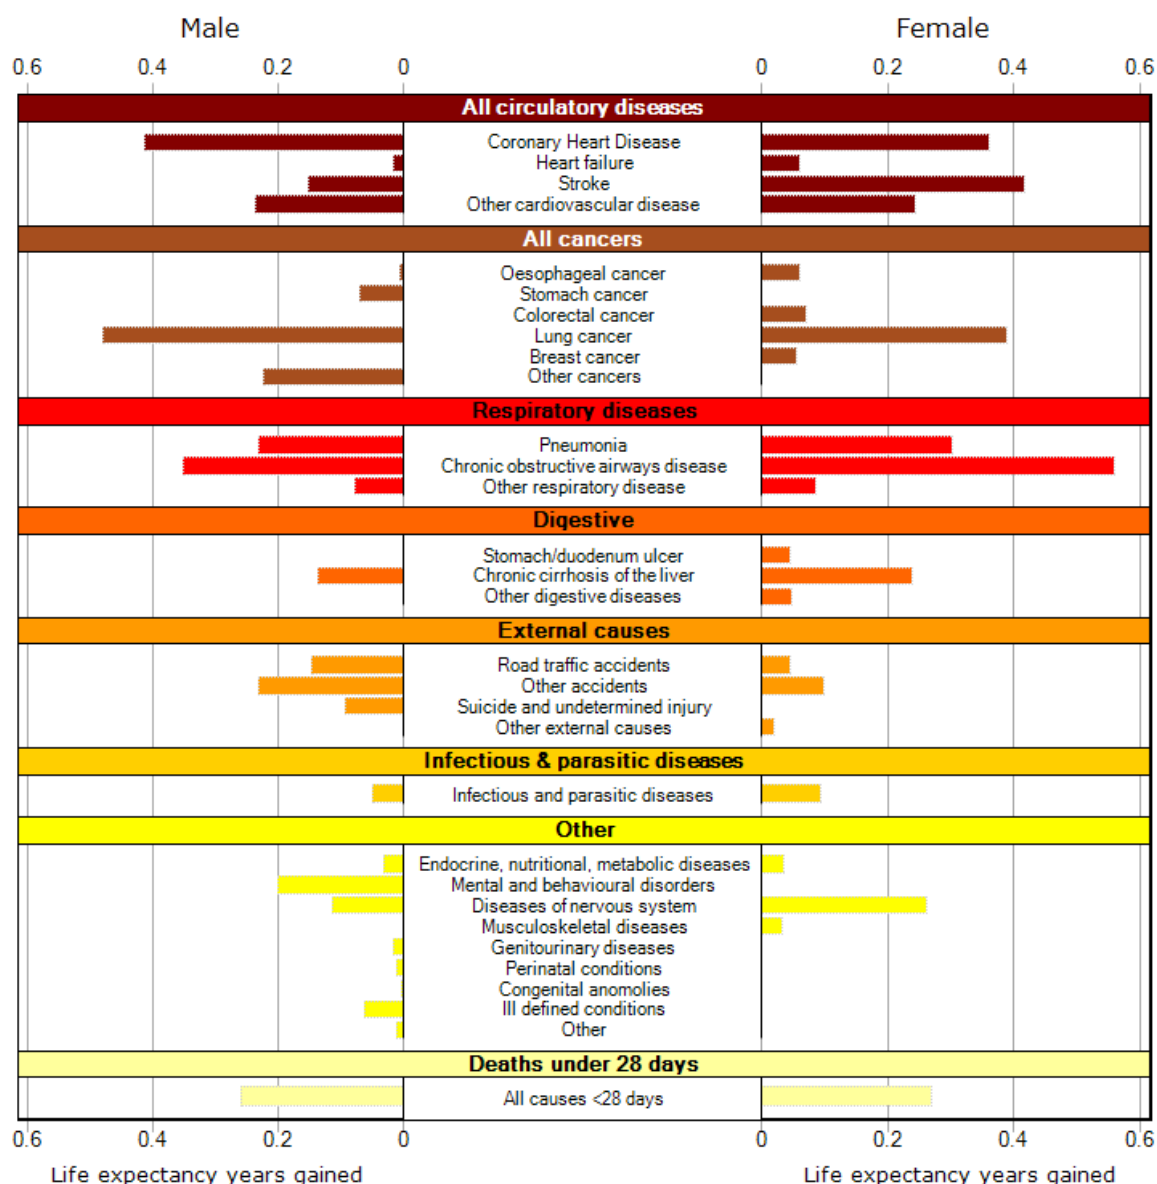 Male Female
0.6 0.4 0.2 0 0 0.2 0.4 0.6
All circulatory diseases
Coronary Heart Disease
Heart failure
Stroke
Other cardiovascular disease
All cancers
Oesophageal cancer
Stomach cancer
Colorectal cancer
Lung cancer
Breast cancer
Other cancers
Respiratory diseases
Pneumonia
Chronic obstructive airways disease
Other respiratory disease
Digestive
Stomach/duodenum ulcer
Chronic cirrhosis of the liver
Other digestive diseases
External causes
Road traffic accidents
Other accidents
Suicide and undetermined injury
Other external causes
Infectious & parasitic diseases
Infectious and parasitic diseases
Other
Endocrine, nutritional, metabolic diseases
Mental and behavioural disorders
Diseases of nervous system
Musculoskeletal diseases
Genitourinary diseases
Perinatal conditions
Congenital anomolies
Ill defined conditions
Other
Deaths under 28 days
All causes <28 days
0.6 0.4 0.2 0 0 0.2 0.4 0.6
Life expectancy years gained Life expectancy years gained